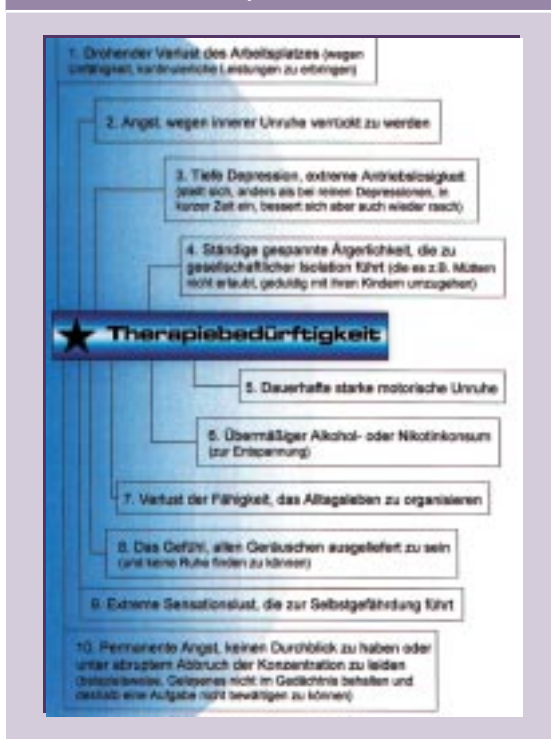 1. Drohender Verlust des Arbeitsplatzes (wegen
Unfähigkeit, kontinuierliche Leistungen zu erbringen)
2. Angst, wegen innerer Unruhe verrückt zu werden
3. Tiefe Depression, extreme Antriebslosigkeit
(stellt sich, anders als bei reinen Depressionen, in
kurzer Zeit ein, bessert sich aber auch wieder rasch)
4. Ständige gespannte Ärgerlichkeit, die zu
gesellschaftlicher Isolation führt (die es z.B. Müttern
nicht erlaubt, geduldig mit ihren Kindern umzugehen)
Therapiebedürftigkeit
5. Dauerhafte starke motorische Unruhe
6. Übermäßiger Alkohol- oder Nikotinkonsum
(zur Entspannung)
7. Verlust der Fähigkeit, das Alltagsleben zu organisieren
8. Das Gefühl, allen Geräuschen ausgeliefert zu sein
(und keine Ruhe finden zu können)
9. Extreme Sensationslust, die zur Selbstgefährdung führt
10. Permanente Angst, keinen Durchblick zu haben oder
unter abruptem Abbruch der Konzentration zu leiden
(beispielsweise, Gelesenes nicht im Gedächtnis behalten und
deshalb eine Aufgabe nicht bewältigen zu können)